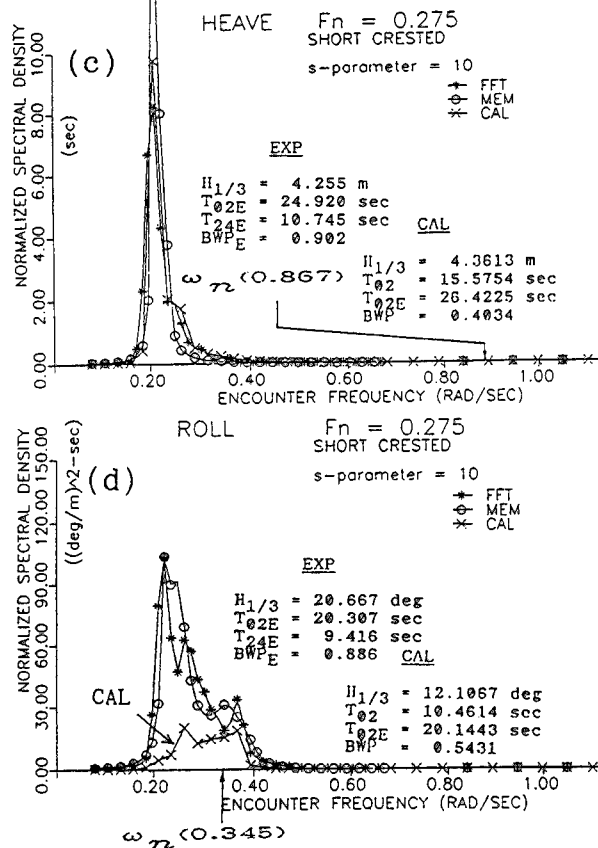 HEAVE Fn = 0.275
SHORT CRESTED
(c)
s-parameter = 10
FFT
MEM
CAL
NORMALIZED SPECTRAL DENSITY
(sec)
10.00
8.00
6.00
4.00
2.00
0.00
EXP
H1/3 = 4.255 m
T02E = 24.920 sec
T24E = 10.745 sec
BWPE = 0.902
CAL
H1/3 = 4.3613 m
T02 = 15.5754 sec
T02E = 26.4225 sec
BWP = 0.4034
ωn(0.867)
0.20 0.40 0.60 0.80 1.00
ENCOUNTER FREQUENCY (RAD/SEC)
ROLL Fn = 0.275
SHORT CRESTED
(d)
s-parameter = 10
FFT
MEM
CAL
NORMALIZED SPECTRAL DENSITY
((deg/m)^2-sec)
150.00
120.00
90.00
60.00
30.00
0.00
EXP
H1/3 = 20.667 deg
T02E = 20.307 sec
T24E = 9.416 sec
BWPE = 0.886
CAL
H1/3 = 12.1067 deg
T02 = 10.4614 sec
T02E = 20.1443 sec
BWP = 0.5431
CAL
0.20 0.40 0.60 0.80 1.00
ENCOUNTER FREQUENCY (RAD/SEC)
ωn(0.345)